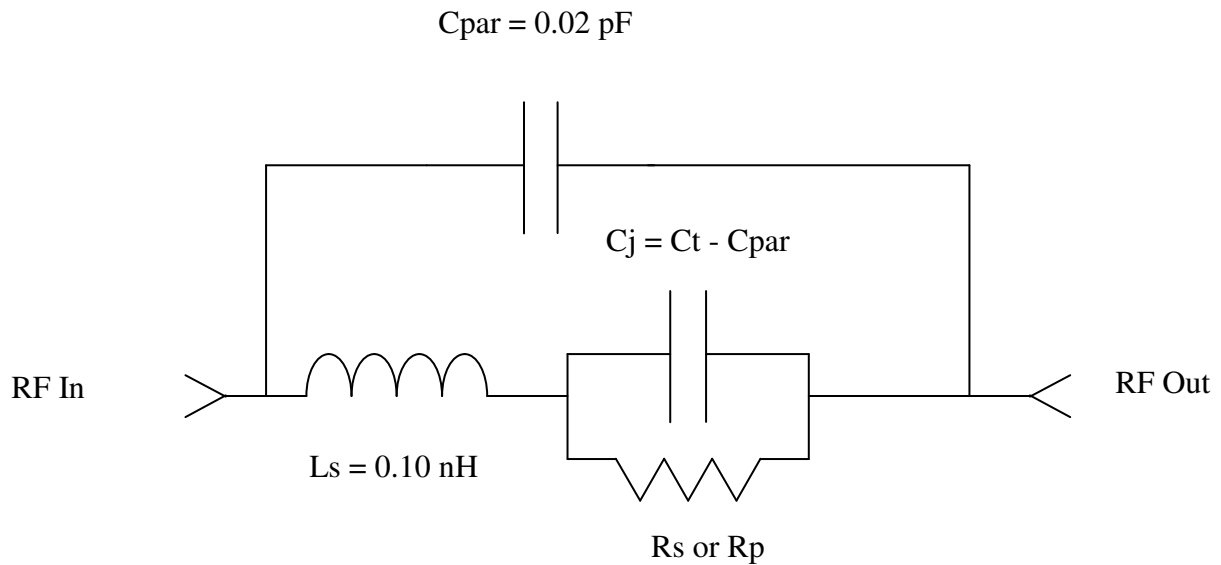 Cpar = 0.02 pF
Cj = Ct - Cpar
RF In
RF Out
Ls = 0.10 nH
Rs or Rp